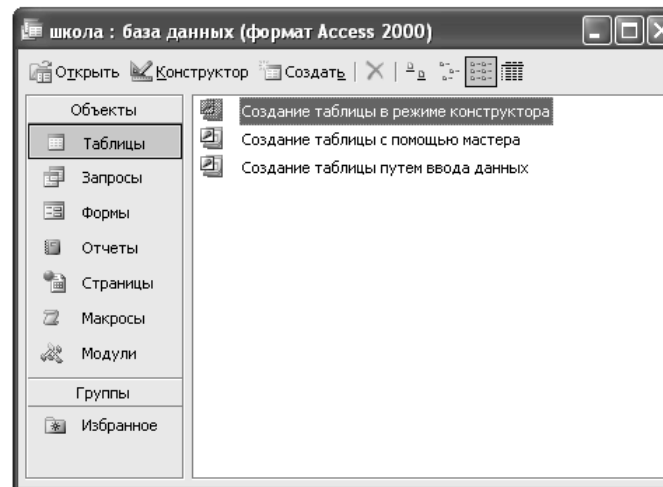 школа : база данных (формат Access 2000)
Открыть Конструктор Создать
Объекты
Таблицы
Запросы
Формы
Отчеты
Страницы
Макросы
Модули
Группы
Избранное
Создание таблицы в режиме конструктора
Создание таблицы с помощью мастера
Создание таблицы путем ввода данных